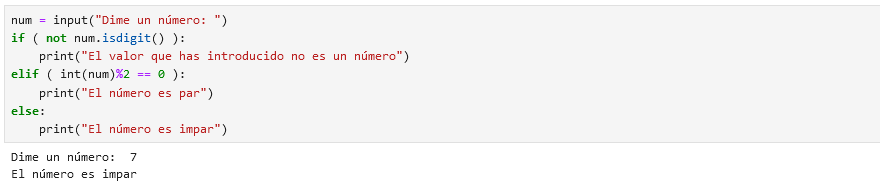 num = input("Dime un número: ")
if ( not num.isdigit() ):
    print("El valor que has introducido no es un número")
elif ( int(num)%2 == 0 ):
    print("El número es par")
else:
    print("El número es impar")
Dime un número:  7
El número es impar